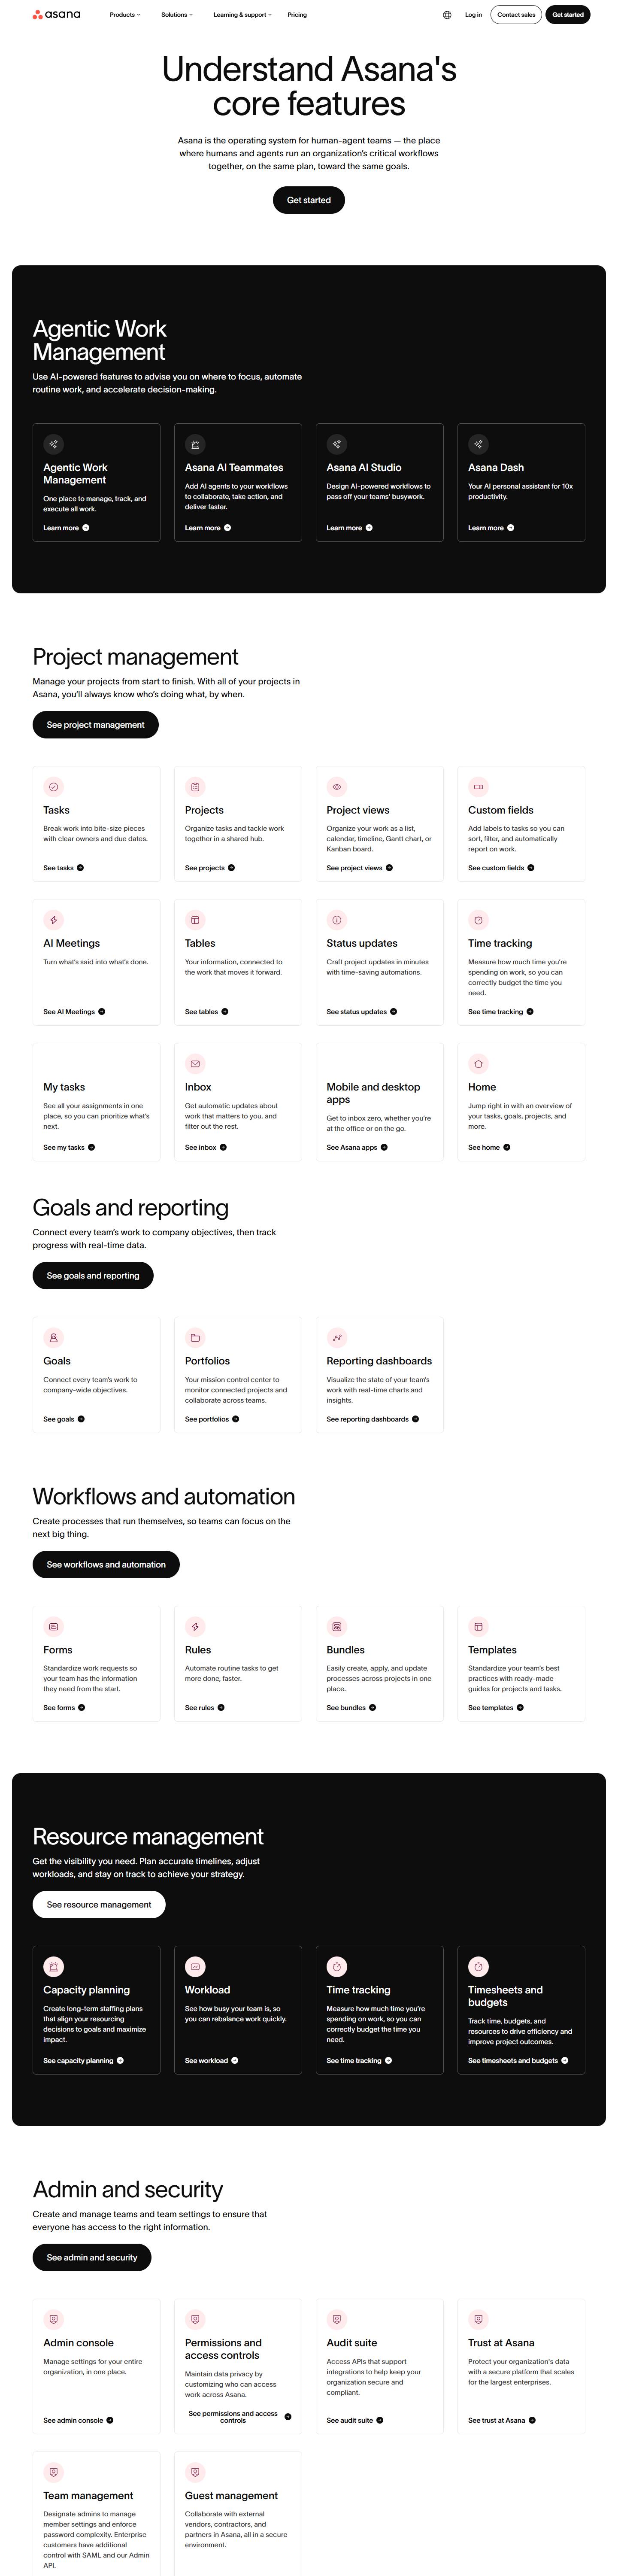 asana
Products
Solutions
Learning & support
Pricing
Log in
Contact sales
Get started
Understand Asana's
core features
Asana is the operating system for human-agent teams — the place
where humans and agents run an organization's critical workflows
together, on the same plan, toward the same goals.
Get started
Agentic Work
Management
Use AI-powered features to advise you on where to focus, automate
routine work, and accelerate decision-making.
Agentic Work
Management
One place to manage, track, and
execute all work.
Learn more
Asana AI Teammates
Add AI agents to your workflows
to collaborate, take action, and
deliver faster.
Learn more
Asana AI Studio
Design AI-powered workflows to
pass off your teams' busywork.
Learn more
Asana Dash
Your AI personal assistant for 10x
productivity.
Learn more
Project management
Manage your projects from start to finish. With all of your projects in
Asana, you'll always know who's doing what, by when.
See project management
Tasks
Break work into bite-size pieces
with clear owners and due dates.
See tasks
Projects
Organize tasks and tackle work
together in a shared hub.
See projects
Project views
Organize your work as a list,
calendar, timeline, Gantt chart, or
Kanban board.
See project views
Custom fields
Add labels to tasks so you can
sort, filter, and automatically
report on work.
See custom fields
AI Meetings
Turn what's said into what's done.
See AI Meetings
Tables
Your information, connected to
the work that moves it forward.
See tables
Status updates
Craft project updates in minutes
with time-saving automations.
See status updates
Time tracking
Measure how much time you're
spending on work, so you can
correctly budget the time you
need.
See time tracking
My tasks
See all your assignments in one
place, so you can prioritize what's
next.
See my tasks
Inbox
Get automatic updates about
work that matters to you, and
filter out the rest.
See inbox
Mobile and desktop
apps
Get to inbox zero, whether you're
at the office or on the go.
See Asana apps
Home
Jump right in with an overview of
your tasks, goals, projects, and
more.
See home
Goals and reporting
Connect every team's work to company objectives, then track
progress with real-time data.
See goals and reporting
Goals
Connect every team's work to
company-wide objectives.
See goals
Portfolios
Your mission control center to
monitor connected projects and
collaborate across teams.
See portfolios
Reporting dashboards
Visualize the state of your team's
work with real-time charts and
insights.
See reporting dashboards
Workflows and automation
Create processes that run themselves, so teams can focus on the
next big thing.
See workflows and automation
Forms
Standardize work requests so
your team has the information
they need from the start.
See forms
Rules
Automate routine tasks to get
more done, faster.
See rules
Bundles
Easily create, apply, and update
processes across projects in one
place.
See bundles
Templates
Standardize your team's best
practices with ready-made
guides for projects and tasks.
See templates
Resource management
Get the visibility you need. Plan accurate timelines, adjust
workloads, and stay on track to achieve your strategy.
See resource management
Capacity planning
Create long-term staffing plans
that align your resourcing
decisions to goals and maximize
impact.
See capacity planning
Workload
See how busy your team is, so
you can rebalance work quickly.
See workload
Time tracking
Measure how much time you're
spending on work, so you can
correctly budget the time you
need.
See time tracking
Timesheets and
budgets
Track time, budgets, and
resources to drive efficiency and
improve project outcomes.
See timesheets and budgets
Admin and security
Create and manage teams and team settings to ensure that
everyone has access to the right information.
See admin and security
Admin console
Manage settings for your entire
organization, in one place.
See admin console
Permissions and
access controls
Maintain data privacy by
customizing who can access
work across Asana.
See permissions and access
controls
Audit suite
Access APIs that support
integrations to help keep your
organization secure and
compliant.
See audit suite
Trust at Asana
Protect your organization's data
with a secure platform that scales
for the largest enterprises.
See trust at Asana
Team management
Designate admins to manage
member settings and enforce
password complexity. Enterprise
customers have additional
control with SAML and our Admin
API.
Guest management
Collaborate with external
vendors, contractors, and
partners in Asana, all in a secure
environment.